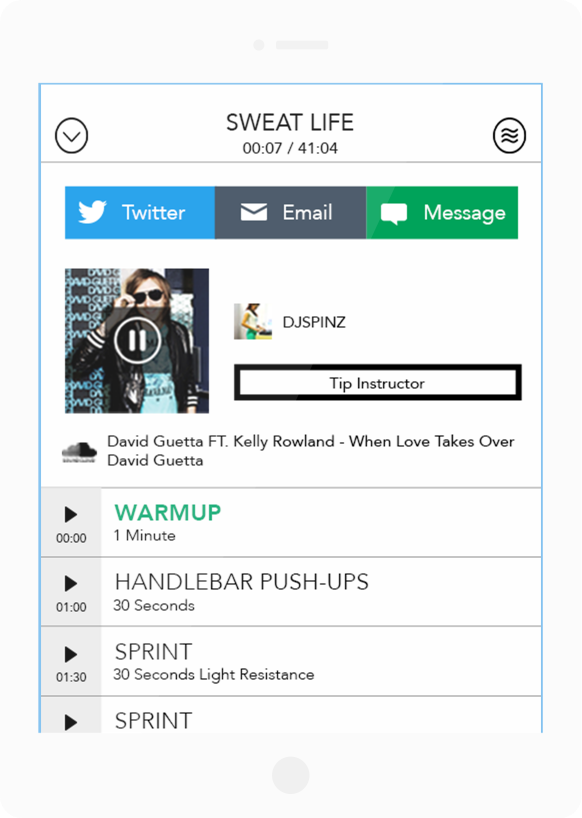 SWEAT LIFE
00:07 / 41:04
Twitter
Email
Message
DJSPINZ
Tip Instructor
David Guetta FT. Kelly Rowland - When Love Takes Over
David Guetta
WARMUP
00:00
1 Minute
HANDLEBAR PUSH-UPS
01:00
30 Seconds
SPRINT
01:30
30 Seconds Light Resistance
SPRINT